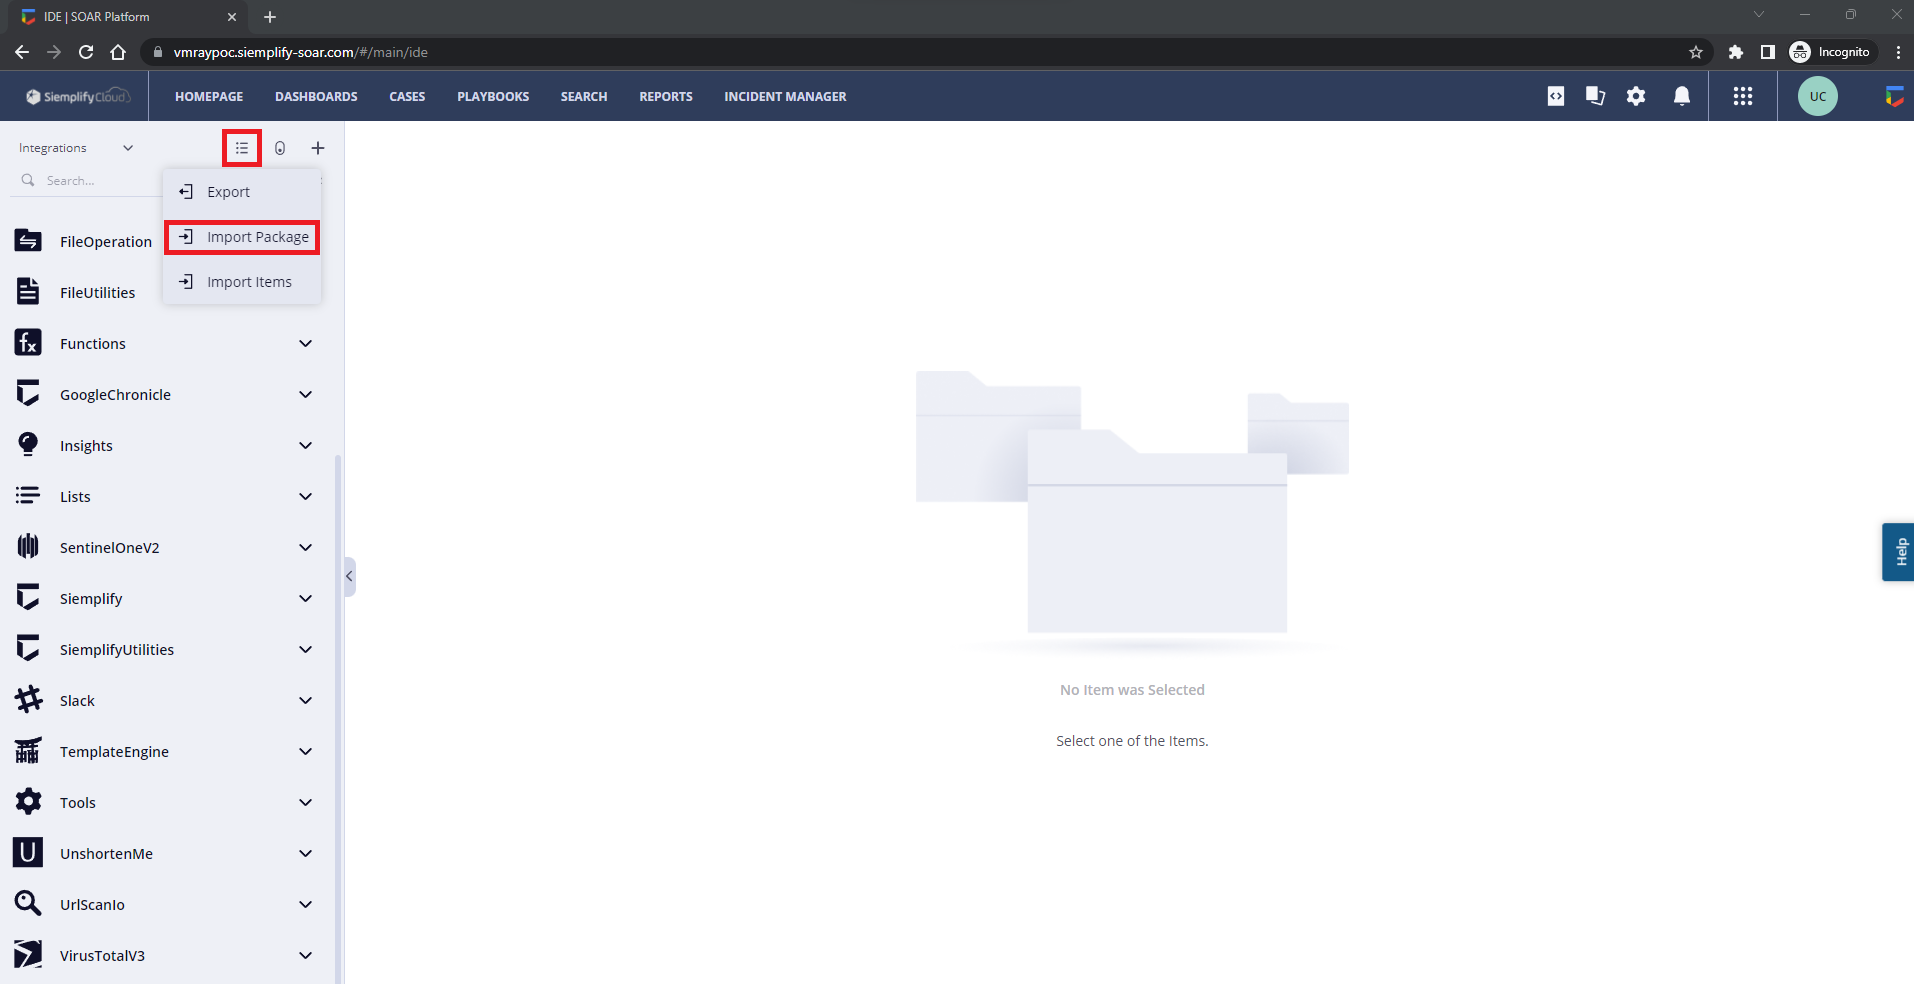 IDE | SOAR Platform
vmraypoc.siemplify-soar.com/#/main/ide
Incognito
SiemplifyCloud
HOMEPAGE
DASHBOARDS
CASES
PLAYBOOKS
SEARCH
REPORTS
INCIDENT MANAGER
UC
Integrations
Search...
Export
Import Package
Import Items
FileOperation
FileUtilities
Functions
GoogleChronicle
Insights
Lists
SentinelOneV2
Siemplify
SiemplifyUtilities
Slack
TemplateEngine
Tools
U UnshortenMe
UrlScanIo
VirusTotalV3
No Item was Selected
Select one of the Items.
Help